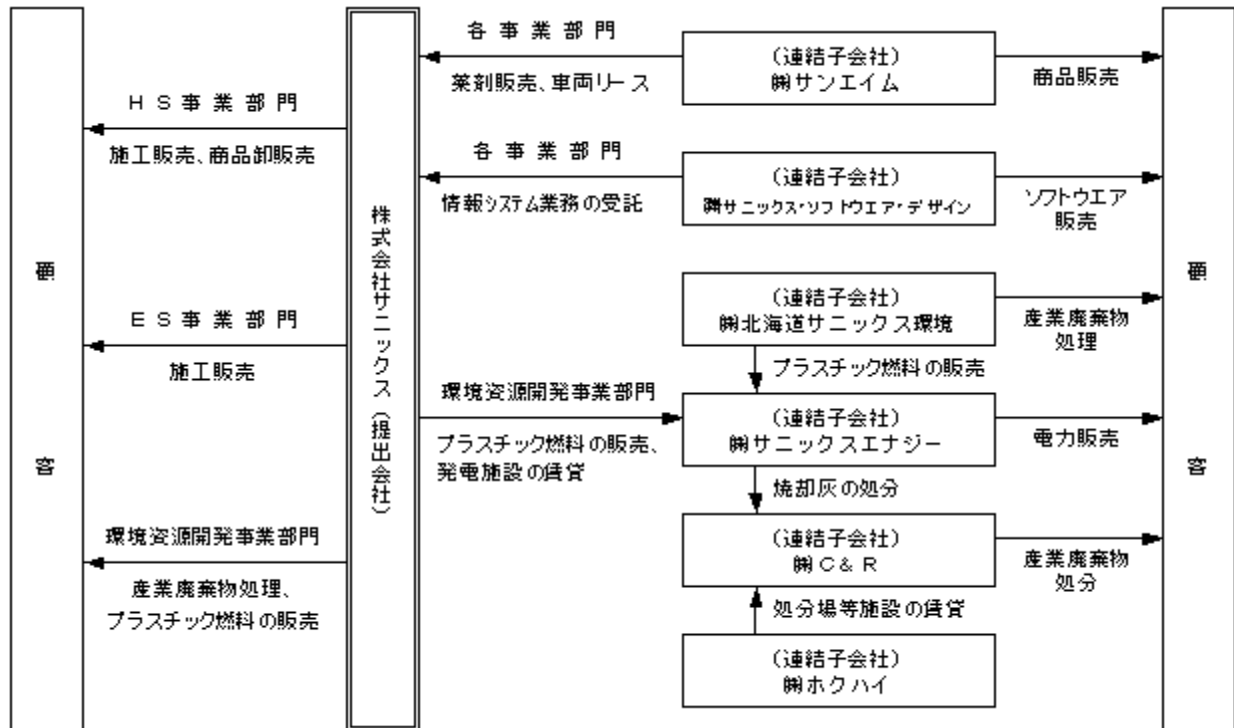 顧客
HS事業部門
施工販売、商品卸販売
ES事業部門
施工販売
環境資源開発事業部門
産業廃棄物処理、
プラスチック燃料の販売
株式会社サニックス(提出会社)
各事業部門
薬剤販売、車両リース
各事業部門
情報システム業務の受託
環境資源開発事業部門
プラスチック燃料の販売、
発電施設の賃貸
(連結子会社)
㈱サンエイム
商品販売
(連結子会社)
㈱サニックス・ソフトウエア・デザイン
ソフトウエア
販売
(連結子会社)
㈱北海道サニックス環境
産業廃棄物
処理
プラスチック燃料の販売
(連結子会社)
㈱サニックスエナジー
電力販売
焼却灰の処分
(連結子会社)
㈱C&R
産業廃棄物
処分
処分場等施設の賃貸
(連結子会社)
㈱ホクハイ
顧客